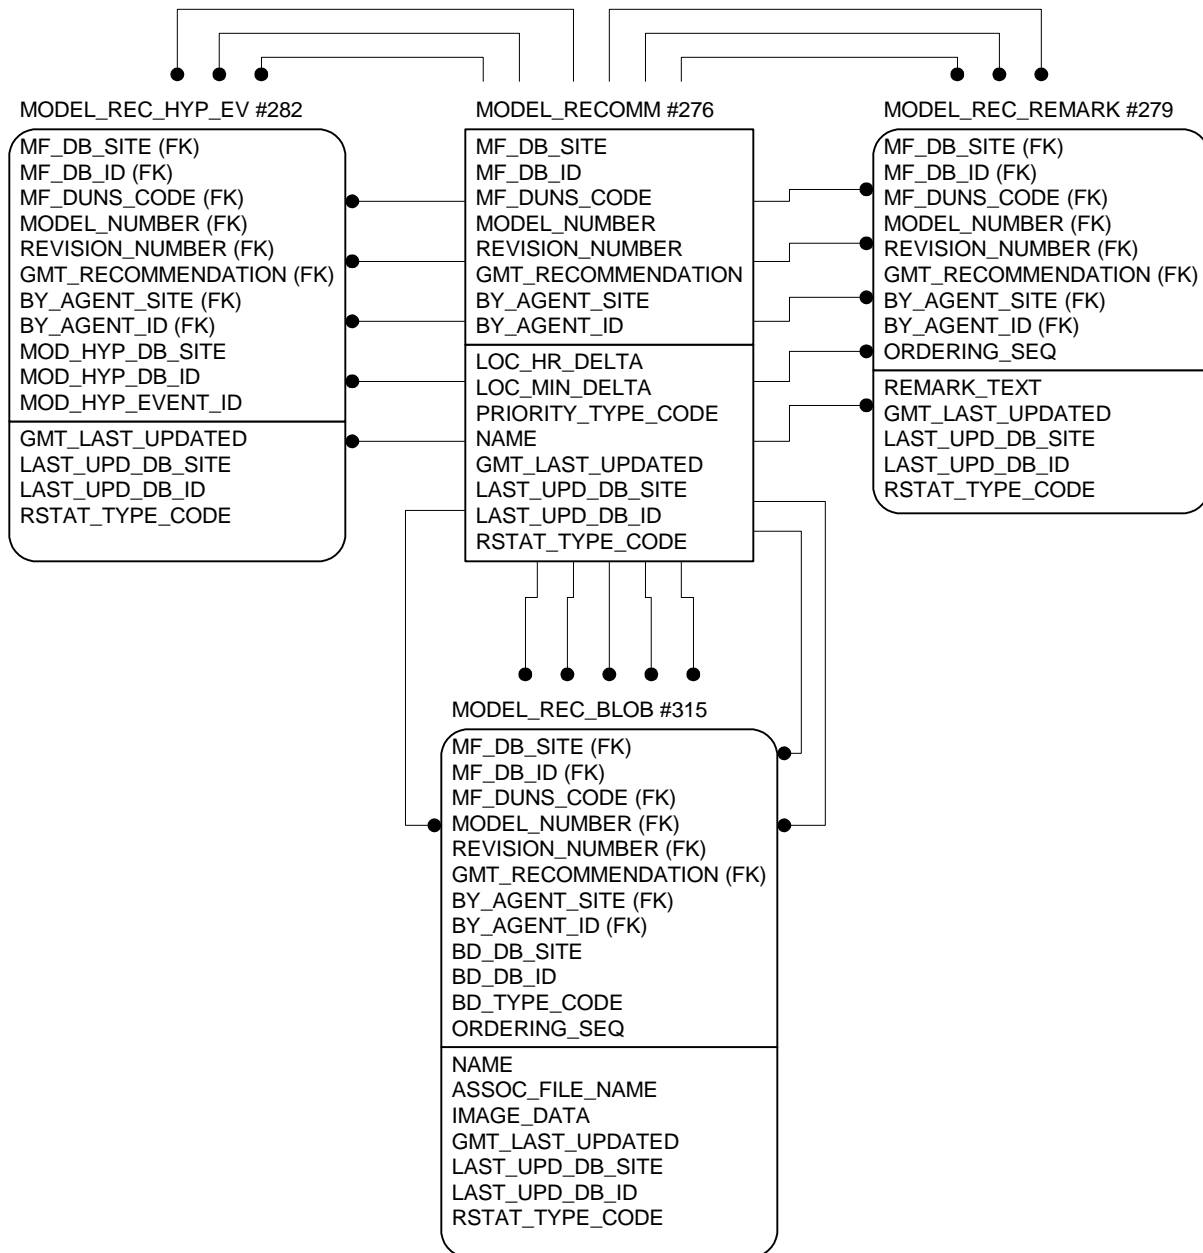 MODEL_REC_HYP_EV #282
MF_DB_SITE (FK)
MF_DB_ID (FK)
MF_DUNS_CODE (FK)
MODEL_NUMBER (FK)
REVISION_NUMBER (FK)
GMT_RECOMMENDATION (FK)
BY_AGENT_SITE (FK)
BY_AGENT_ID (FK)
MOD_HYP_DB_SITE
MOD_HYP_DB_ID
MOD_HYP_EVENT_ID
GMT_LAST_UPDATED
LAST_UPD_DB_SITE
LAST_UPD_DB_ID
RSTAT_TYPE_CODE
MODEL_RECOMM #276
MF_DB_SITE
MF_DB_ID
MF_DUNS_CODE
MODEL_NUMBER
REVISION_NUMBER
GMT_RECOMMENDATION
BY_AGENT_SITE
BY_AGENT_ID
LOC_HR_DELTA
LOC_MIN_DELTA
PRIORITY_TYPE_CODE
NAME
GMT_LAST_UPDATED
LAST_UPD_DB_SITE
LAST_UPD_DB_ID
RSTAT_TYPE_CODE
MODEL_REC_REMARK #279
MF_DB_SITE (FK)
MF_DB_ID (FK)
MF_DUNS_CODE (FK)
MODEL_NUMBER (FK)
REVISION_NUMBER (FK)
GMT_RECOMMENDATION (FK)
BY_AGENT_SITE (FK)
BY_AGENT_ID (FK)
ORDERING_SEQ
REMARK_TEXT
GMT_LAST_UPDATED
LAST_UPD_DB_SITE
LAST_UPD_DB_ID
RSTAT_TYPE_CODE
MODEL_REC_BLOB #315
MF_DB_SITE (FK)
MF_DB_ID (FK)
MF_DUNS_CODE (FK)
MODEL_NUMBER (FK)
REVISION_NUMBER (FK)
GMT_RECOMMENDATION (FK)
BY_AGENT_SITE (FK)
BY_AGENT_ID (FK)
BD_DB_SITE
BD_DB_ID
BD_TYPE_CODE
ORDERING_SEQ
NAME
ASSOC_FILE_NAME
IMAGE_DATA
GMT_LAST_UPDATED
LAST_UPD_DB_SITE
LAST_UPD_DB_ID
RSTAT_TYPE_CODE